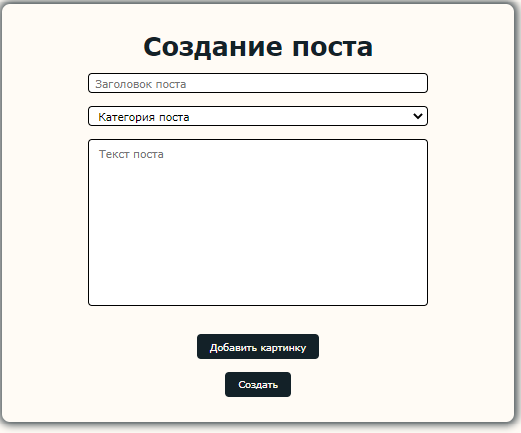 Создание поста
Заголовок поста
Категория поста
Текст поста
Добавить картинку
Создать